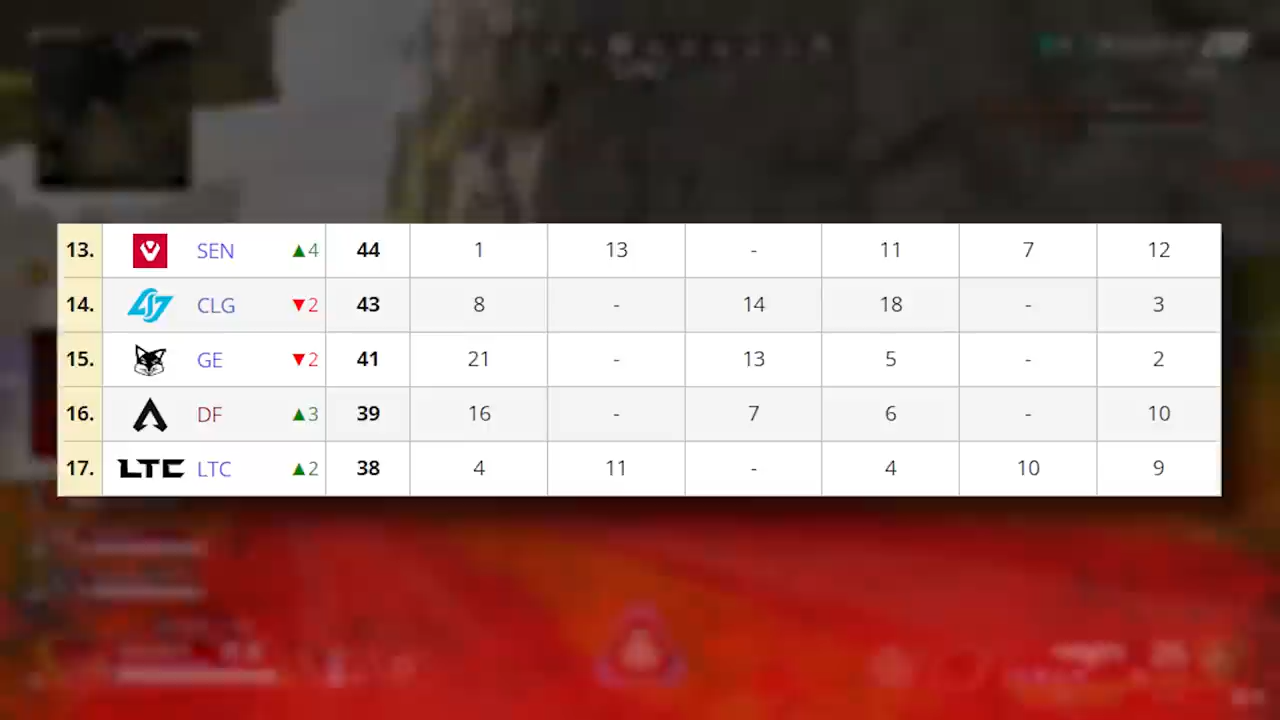 13. SEN ▲4 44 1 13 - 11 7 12
14. CLG ▼2 43 8 - 14 18 - 3
15. GE ▼2 41 21 - 13 5 - 2
16. DF ▲3 39 16 - 7 6 - 10
17. LTC LTC ▲2 38 4 11 - 4 10 9